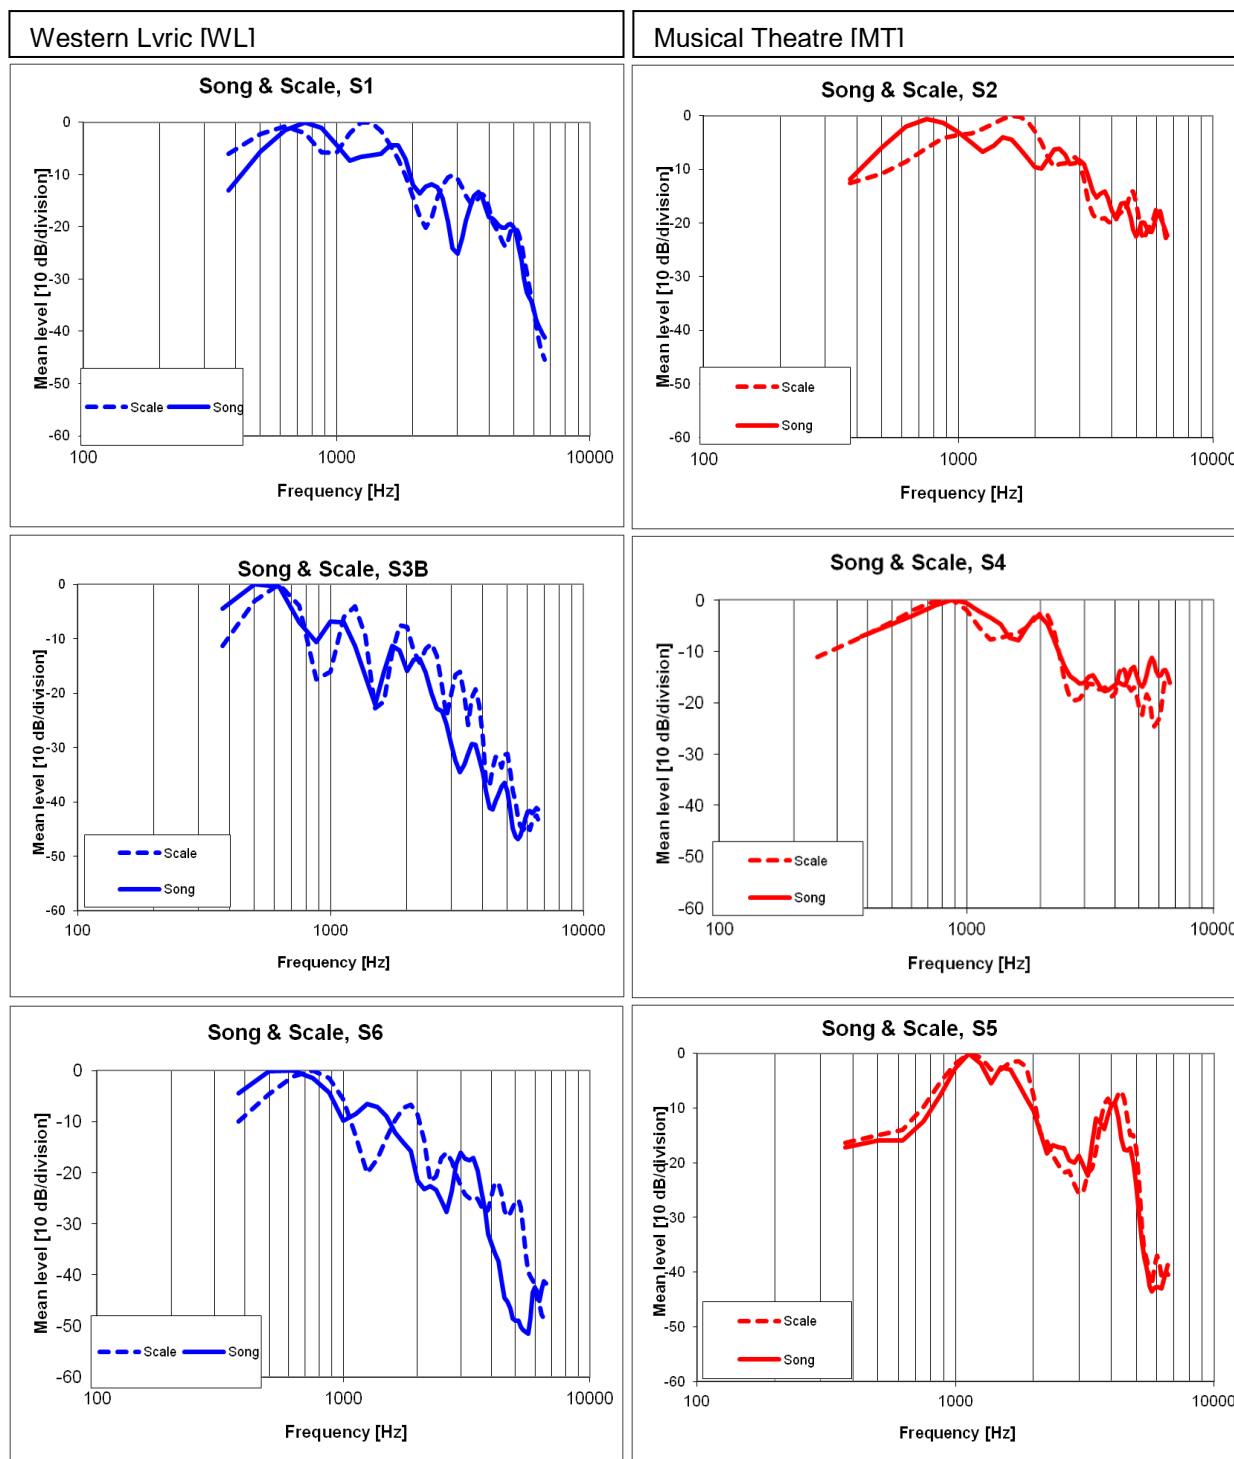 Western Lyric [WL]
Musical Theatre [MT]
Song & Scale, S1
Mean level [10 dB/division]
0
-10
-20
-30
-40
-50
-60
Scale
Song
100
1000
10000
Frequency [Hz]
Song & Scale, S2
Mean level [10 dB/division]
0
-10
-20
-30
-40
-50
-60
Scale
Song
100
1000
10000
Frequency [Hz]
Song & Scale, S3B
Mean level [10 dB/division]
0
-10
-20
-30
-40
-50
-60
Scale
Song
100
1000
10000
Frequency [Hz]
Song & Scale, S4
Mean level [10 dB/division]
0
-10
-20
-30
-40
-50
-60
Scale
Song
100
1000
10000
Frequency [Hz]
Song & Scale, S6
Mean level [10 dB/division]
0
-10
-20
-30
-40
-50
-60
Scale
Song
100
1000
10000
Frequency [Hz]
Song & Scale, S5
Mean level [10 dB/division]
0
-10
-20
-30
-40
-50
-60
Scale
Song
100
1000
10000
Frequency [Hz]